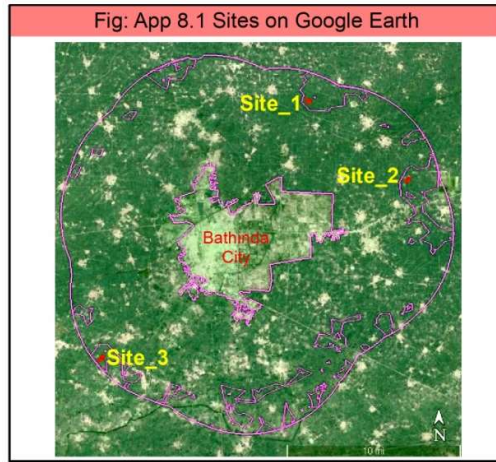 Fig: App 8.1 Sites on Google Earth
Site_1
Site_2
Bathinda
City
Site_3
N